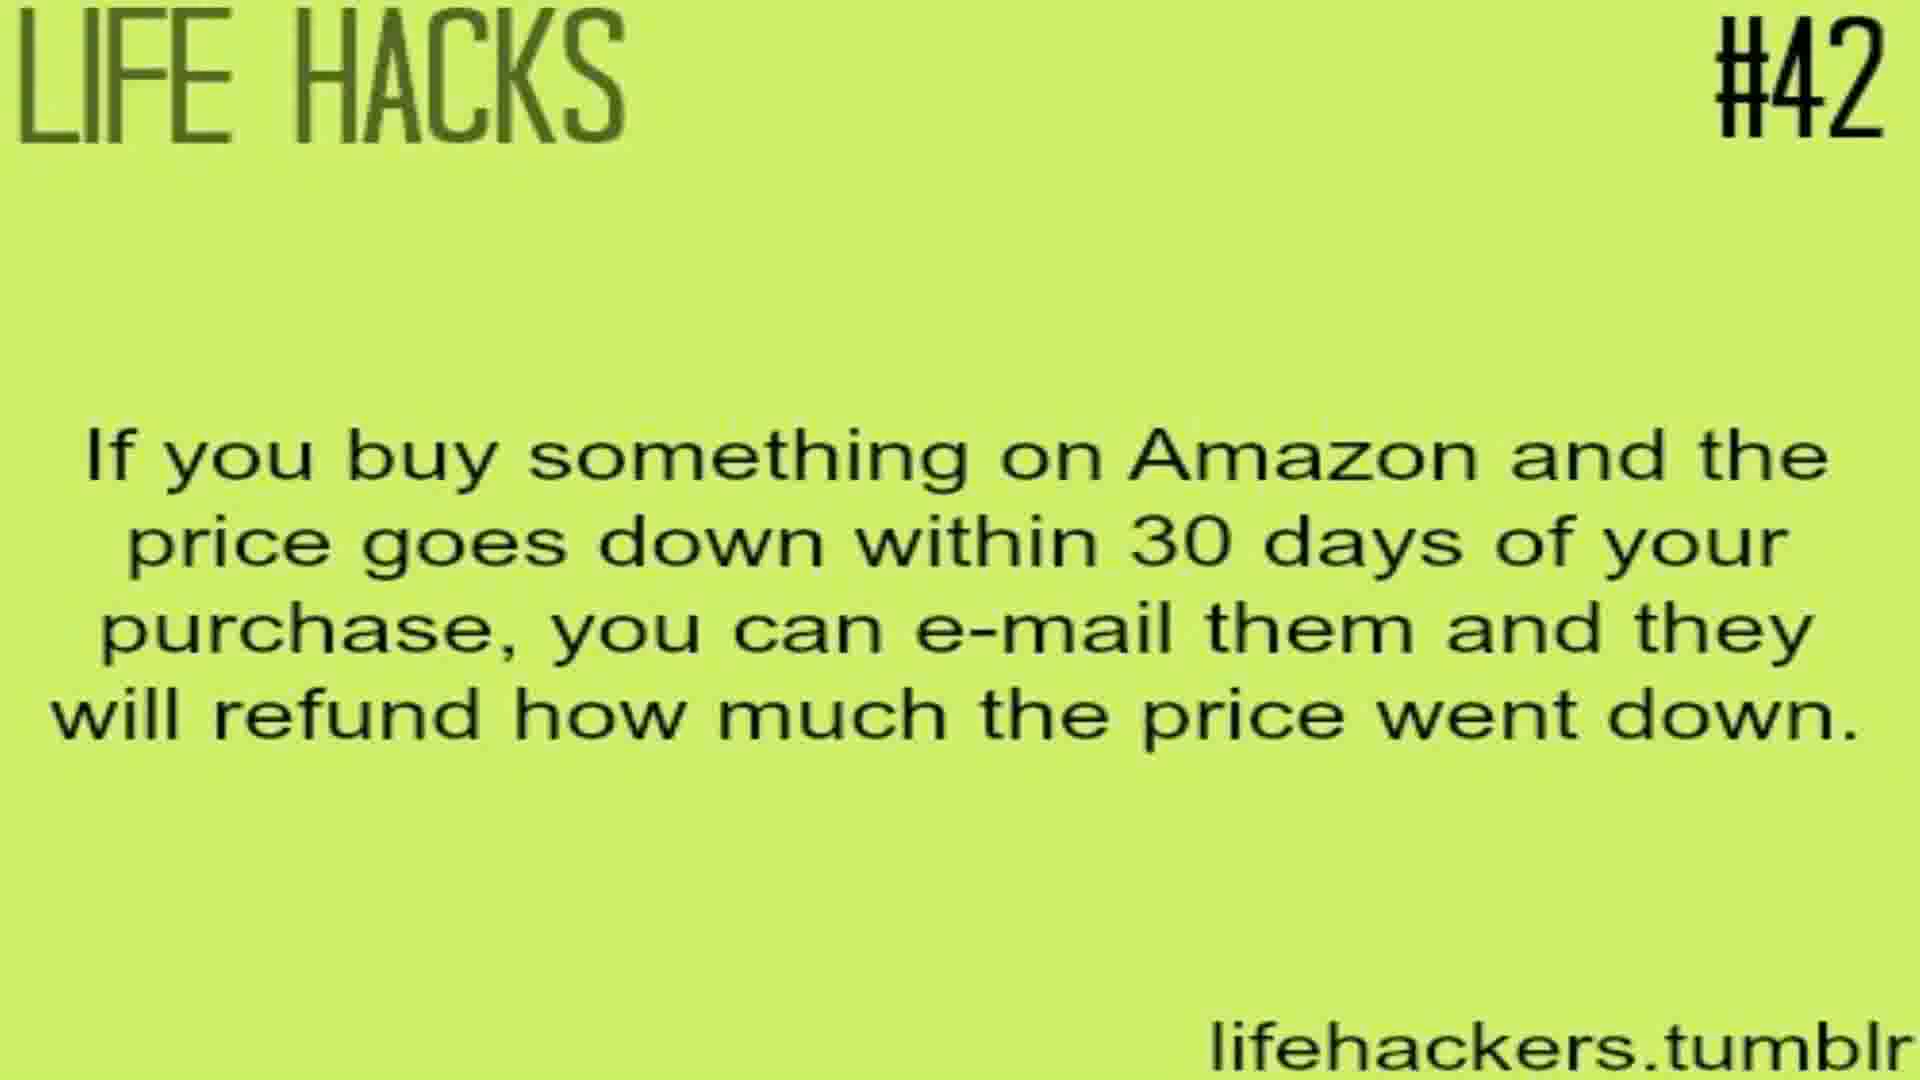 LIFE HACKS
#42
If you buy something on Amazon and the
price goes down within 30 days of your
purchase, you can e-mail them and they
will refund how much the price went down.
lifehackers.tumblr